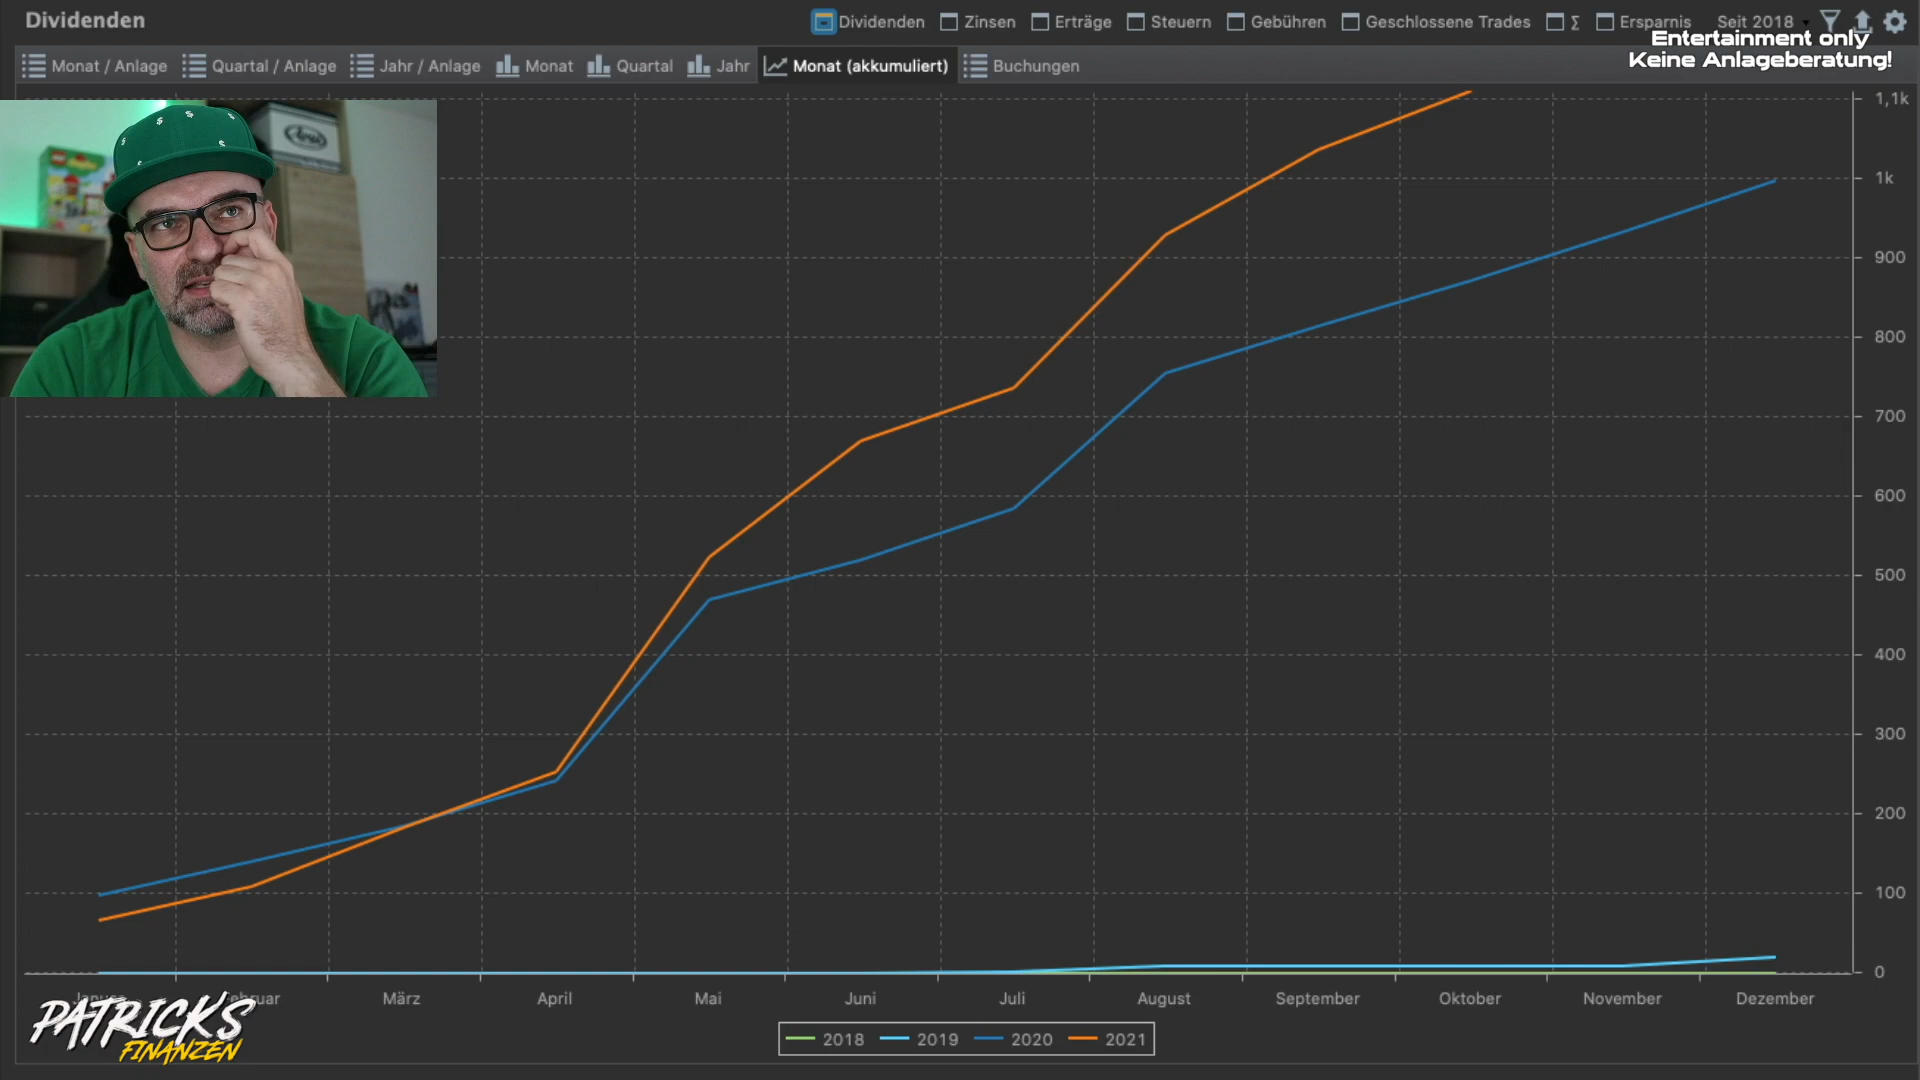 Dividenden
Dividenden Zinsen Erträge Steuern Gebühren Geschlossene Trades Σ Ersparnis Seit 2018
Entertainment only
Keine Anlageberatung!
Monat / Anlage Quartal / Anlage Jahr / Anlage Monat Quartal Jahr Monat (akkumuliert) Buchungen
1,1k
1k
900
800
700
600
500
400
300
200
100
0
März April Mai Juni Juli August September Oktober November Dezember
PATRICKS
FINANZEN
2018 2019 2020 2021